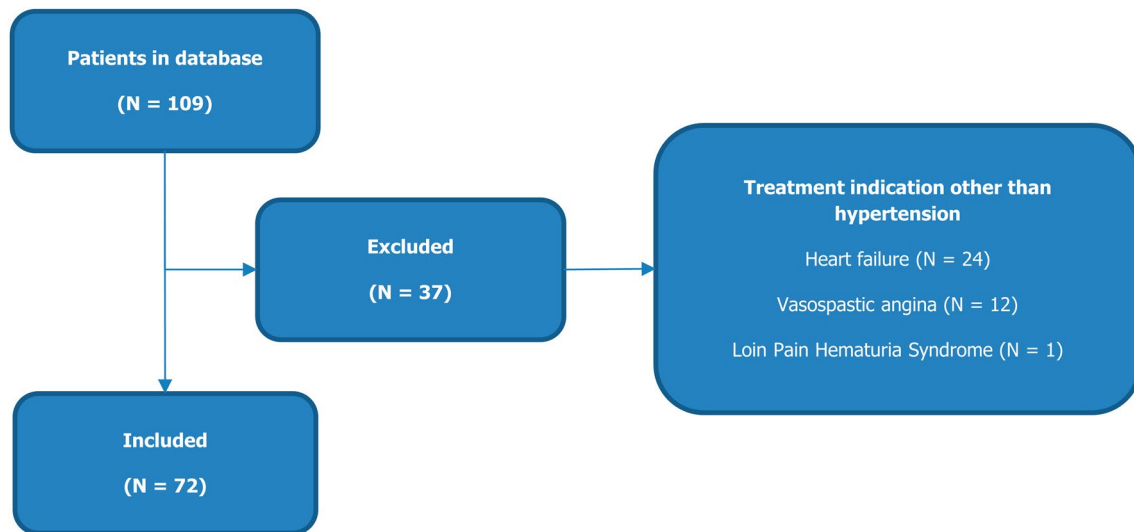 Patients in database
(N = 109)
Excluded
(N = 37)
Treatment indication other than
hypertension
Heart failure (N = 24)
Vasospastic angina (N = 12)
Loin Pain Hematuria Syndrome (N = 1)
Included
(N = 72)